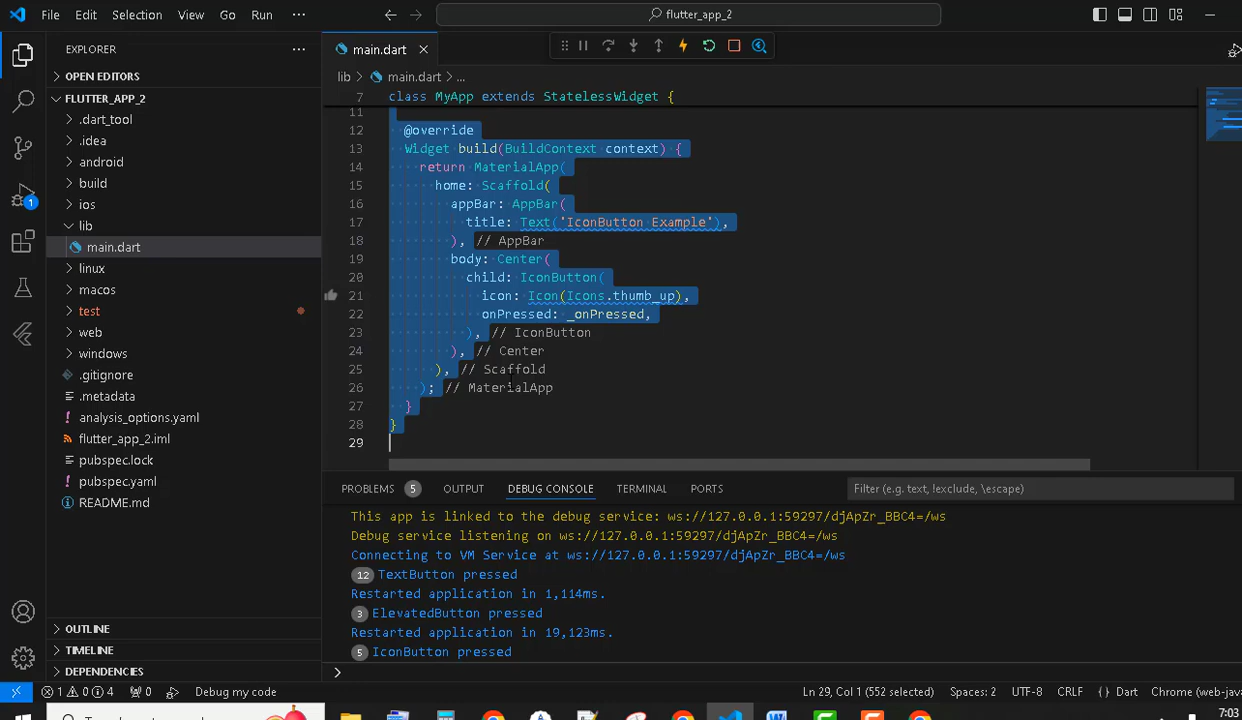 File Edit Selection View Go Run ··· flutter_app_2
EXPLORER ···
main.dart
lib > main.dart > ...
OPEN EDITORS
FLUTTER_APP_2
.dart_tool
.idea
android
build
ios
lib
main.dart
linux
macos
test
web
windows
.gitignore
.metadata
analysis_options.yaml
flutter_app_2.iml
pubspec.lock
pubspec.yaml
README.md
OUTLINE
TIMELINE
DEPENDENCIES
1
7 class MyApp extends StatelessWidget {
11
12 @override
13 Widget build(BuildContext context) {
14 return MaterialApp(
15 home: Scaffold(
16 appBar: AppBar(
17 title: Text('IconButton Example'),
18 ), // AppBar
19 body: Center(
20 child: IconButton(
21 icon: Icon(Icons.thumb_up),
22 onPressed: _onPressed,
23 ), // IconButton
24 ), // Center
25 ), // Scaffold
26 ); // MaterialApp
27 }
28 }
29
PROBLEMS 5 OUTPUT DEBUG CONSOLE TERMINAL PORTS Filter (e.g. text, !exclude, \escape)
This app is linked to the debug service: ws://127.0.0.1:59297/djApZr_BBC4=/ws
Debug service listening on ws://127.0.0.1:59297/djApZr_BBC4=/ws
Connecting to VM Service at ws://127.0.0.1:59297/djApZr_BBC4=/ws
12 TextButton pressed
Restarted application in 1,114ms.
3 ElevatedButton pressed
Restarted application in 19,123ms.
5 IconButton pressed
>
1 0 4 0 Debug my code Ln 29, Col 1 (552 selected) Spaces: 2 UTF-8 CRLF { } Dart Chrome (web-jav
7:03